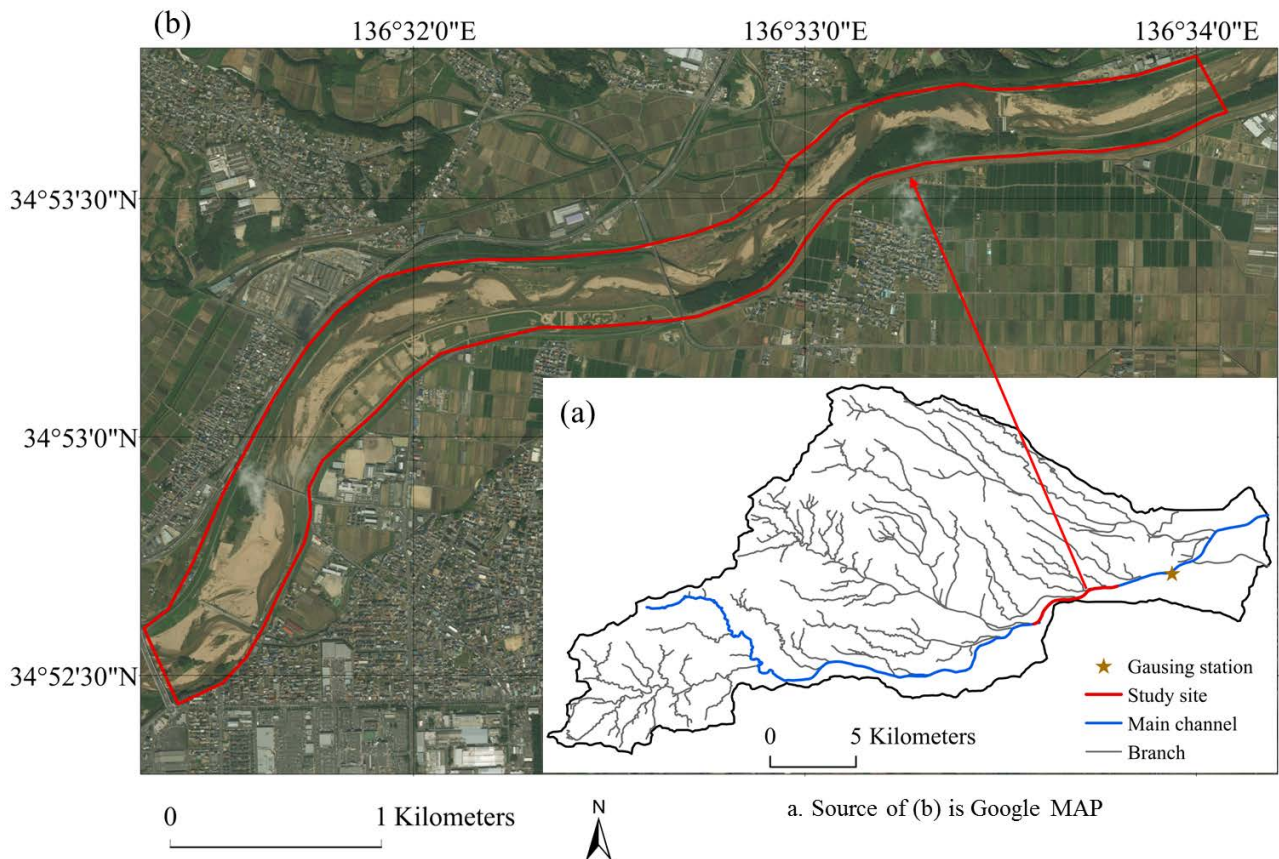 (b)
136°32'0"E
136°33'0"E
136°34'0"E
34°53'30"N
34°53'0"N
34°52'30"N
(a)
Gausing station
Study site
Main channel
Branch
0 5 Kilometers
0 1 Kilometers
N
a. Source of (b) is Google MAP